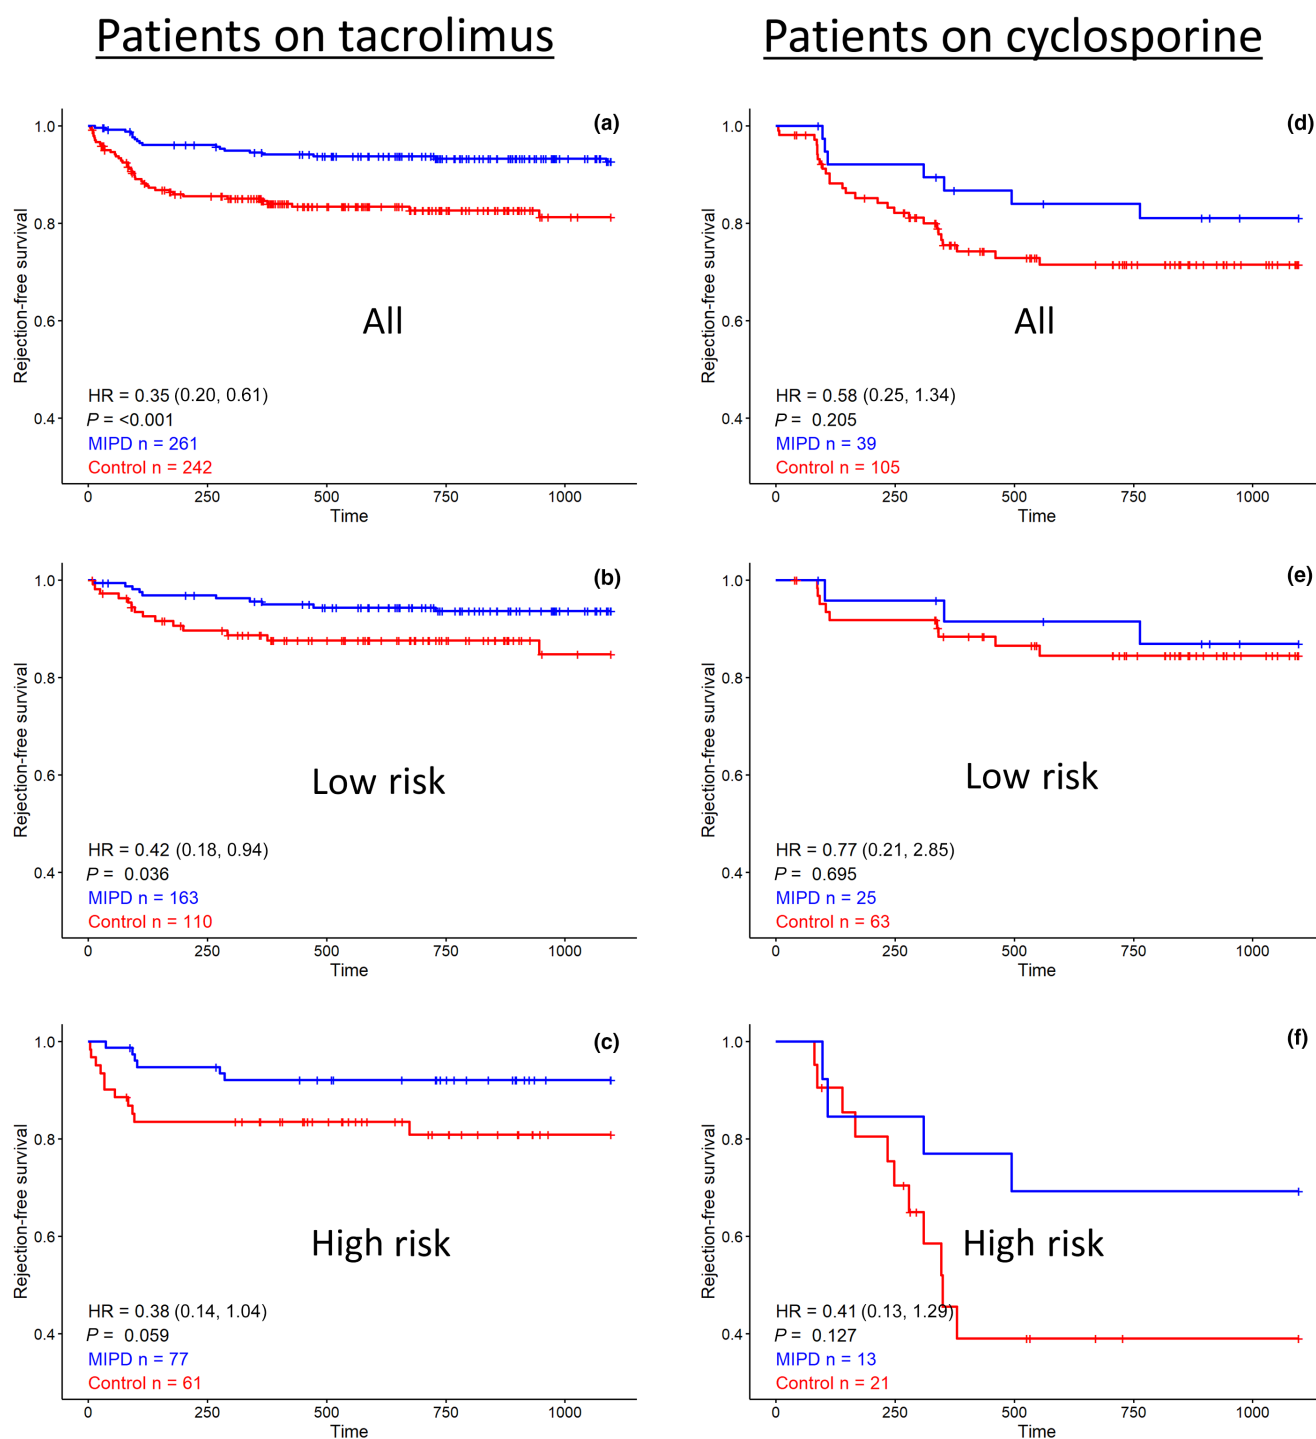 Patients on tacrolimus
Patients on cyclosporine
(a)
1.0
0.8
0.6
0.4
Rejection-free survival
All
HR = 0.35 (0.20, 0.61)
P = <0.001
MIPD n = 261
Control n = 242
0 250 500 750 1000
Time
(d)
1.0
0.8
0.6
0.4
Rejection-free survival
All
HR = 0.58 (0.25, 1.34)
P = 0.205
MIPD n = 39
Control n = 105
0 250 500 750 1000
Time
(b)
1.0
0.8
0.6
0.4
Rejection-free survival
Low risk
HR = 0.42 (0.18, 0.94)
P = 0.036
MIPD n = 163
Control n = 110
0 250 500 750 1000
Time
(e)
1.0
0.8
0.6
0.4
Rejection-free survival
Low risk
HR = 0.77 (0.21, 2.85)
P = 0.695
MIPD n = 25
Control n = 63
0 250 500 750 1000
Time
(c)
1.0
0.8
0.6
0.4
Rejection-free survival
High risk
HR = 0.38 (0.14, 1.04)
P = 0.059
MIPD n = 77
Control n = 61
0 250 500 750 1000
Time
(f)
1.0
0.8
0.6
0.4
Rejection-free survival
High risk
HR = 0.41 (0.13, 1.29)
P = 0.127
MIPD n = 13
Control n = 21
0 250 500 750 1000
Time